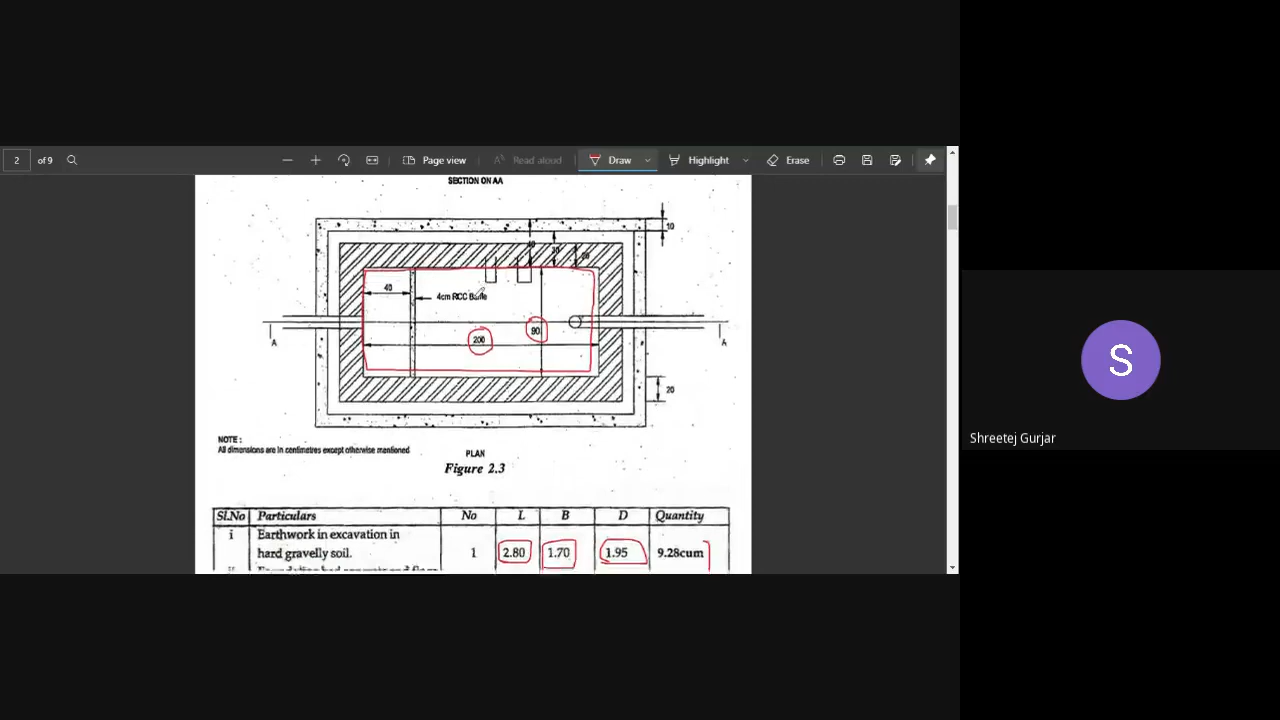 2 of 9 Page view Read aloud Draw Highlight Erase
SECTION ON AA
10
20
40
4cm RCC Baffle
90
200
A A
20
NOTE :
All dimensions are in centimetres except otherwise mentioned
PLAN
Figure 2.3
Sl.No Particulars No L B D Quantity
i Earthwork in excavation in
hard gravelly soil. 1 2.80 1.70 1.95 9.28cum
S
Shreetej Gurjar